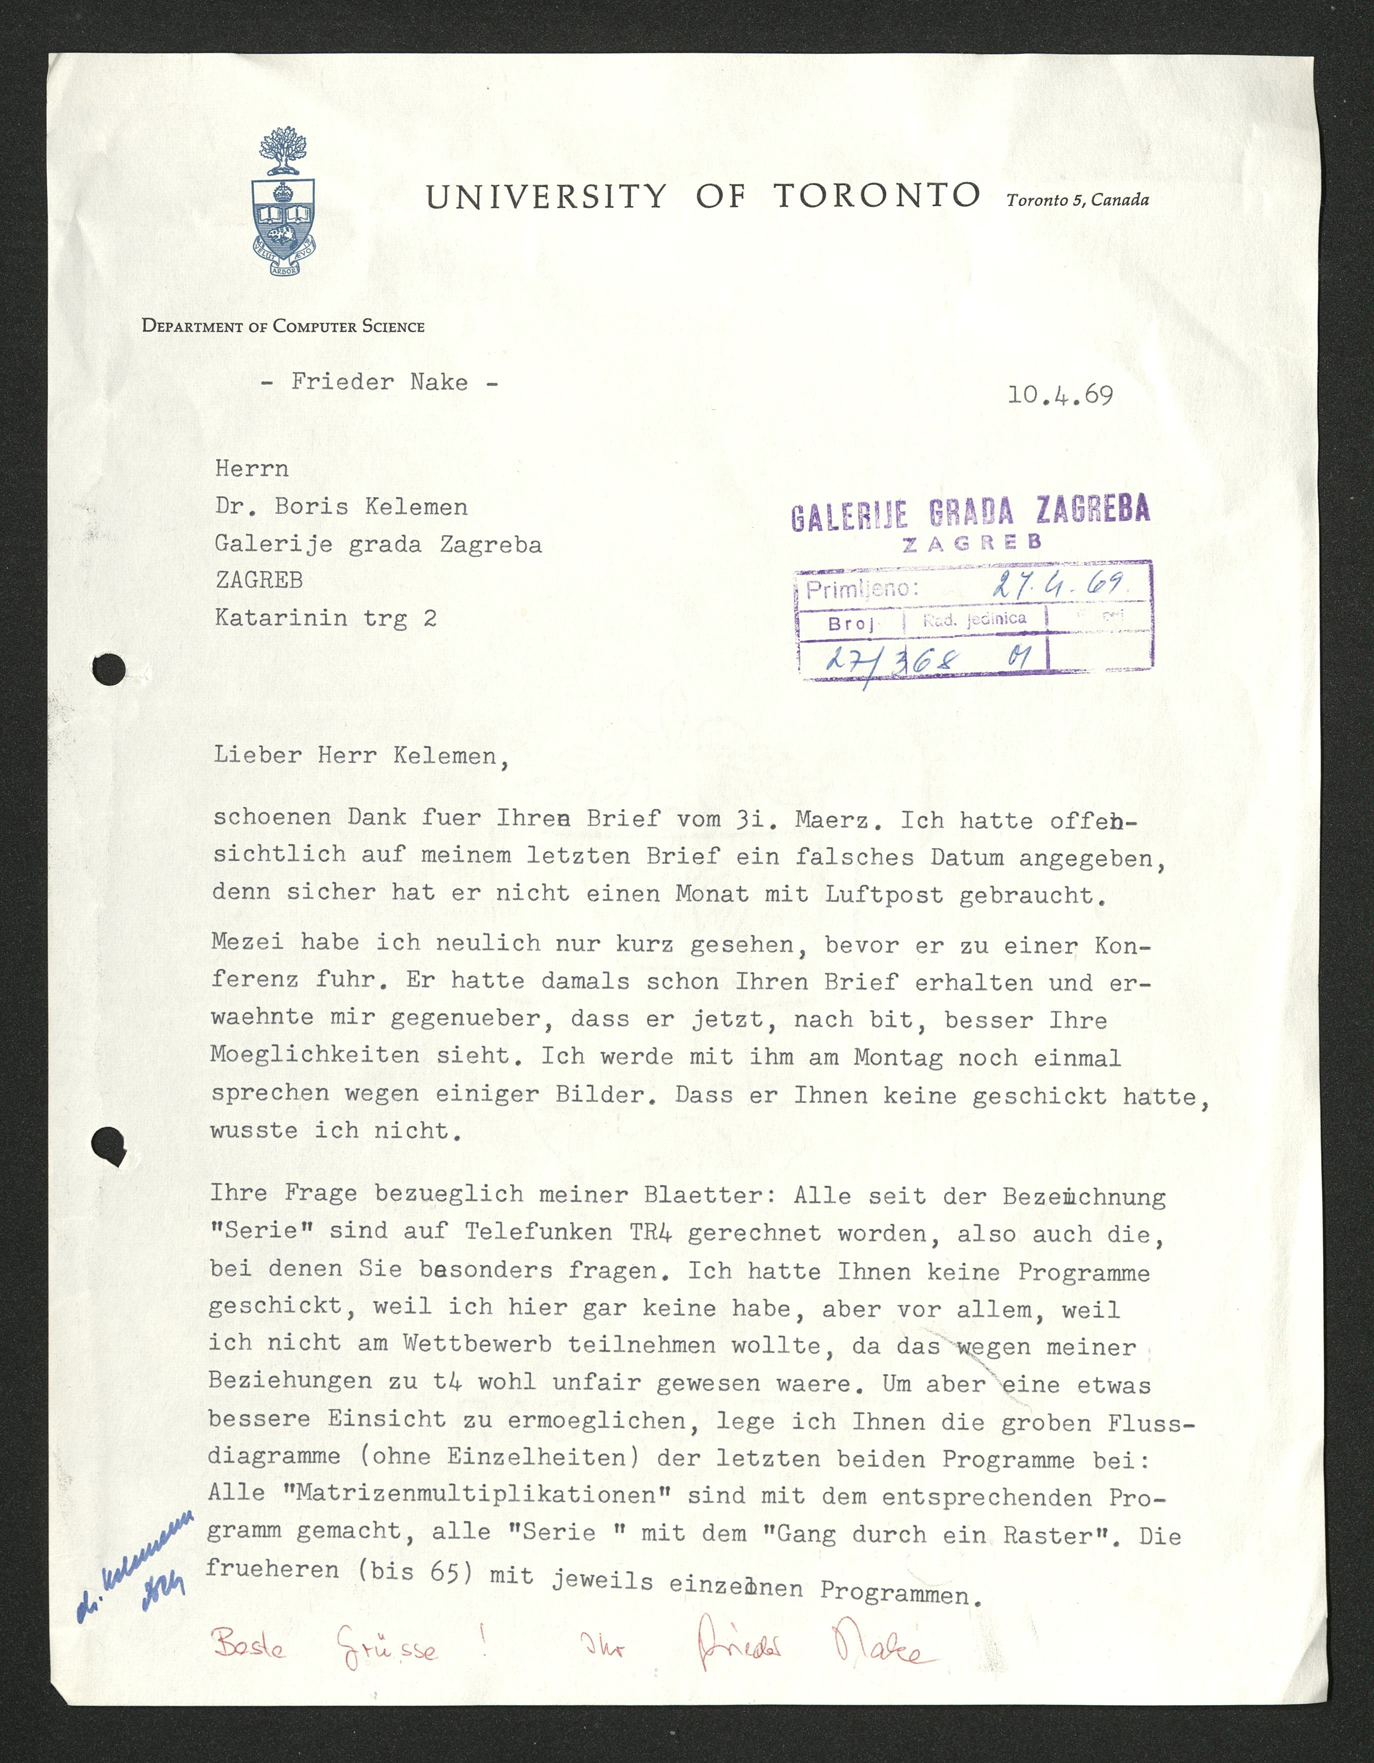 UNIVERSITY OF TORONTO Toronto 5, Canada
VELUT ARBOR ÆVO
DEPARTMENT OF COMPUTER SCIENCE
- Frieder Nake -
10.4.69
Herrn
Dr. Boris Kelemen
Galerije grada Zagreba
ZAGREB
Katarinin trg 2
GALERIJE GRADA ZAGREBA
ZAGREB
Primljeno: 24.4.69.
Broj Rad. jedinica
27/368 01
Lieber Herr Kelemen,
schoenen Dank fuer Ihren Brief vom 3i. Maerz. Ich hatte offen-
sichtlich auf meinem letzten Brief ein falsches Datum angegeben,
denn sicher hat er nicht einen Monat mit Luftpost gebraucht.
Mezei habe ich neulich nur kurz gesehen, bevor er zu einer Kon-
ferenz fuhr. Er hatte damals schon Ihren Brief erhalten und er-
waehnte mir gegenueber, dass er jetzt, nach bit, besser Ihre
Moeglichkeiten sieht. Ich werde mit ihm am Montag noch einmal
sprechen wegen einiger Bilder. Dass er Ihnen keine geschickt hatte,
wusste ich nicht.
Ihre Frage bezueglich meiner Blaetter: Alle seit der Bezeichnung
"Serie" sind auf Telefunken TR4 gerechnet worden, also auch die,
bei denen Sie besonders fragen. Ich hatte Ihnen keine Programme
geschickt, weil ich hier gar keine habe, aber vor allem, weil
ich nicht am Wettbewerb teilnehmen wollte, da das wegen meiner
Beziehungen zu t4 wohl unfair gewesen waere. Um aber eine etwas
bessere Einsicht zu ermoeglichen, lege ich Ihnen die groben Fluss-
diagramme (ohne Einzelheiten) der letzten beiden Programme bei:
Alle "Matrizenmultiplikationen" sind mit dem entsprechenden Pro-
gramm gemacht, alle "Serie " mit dem "Gang durch ein Raster". Die
frueheren (bis 65) mit jeweils einzelnen Programmen.
dr. Kelemenu
Beste Grüsse! Ihr Frieder Nake